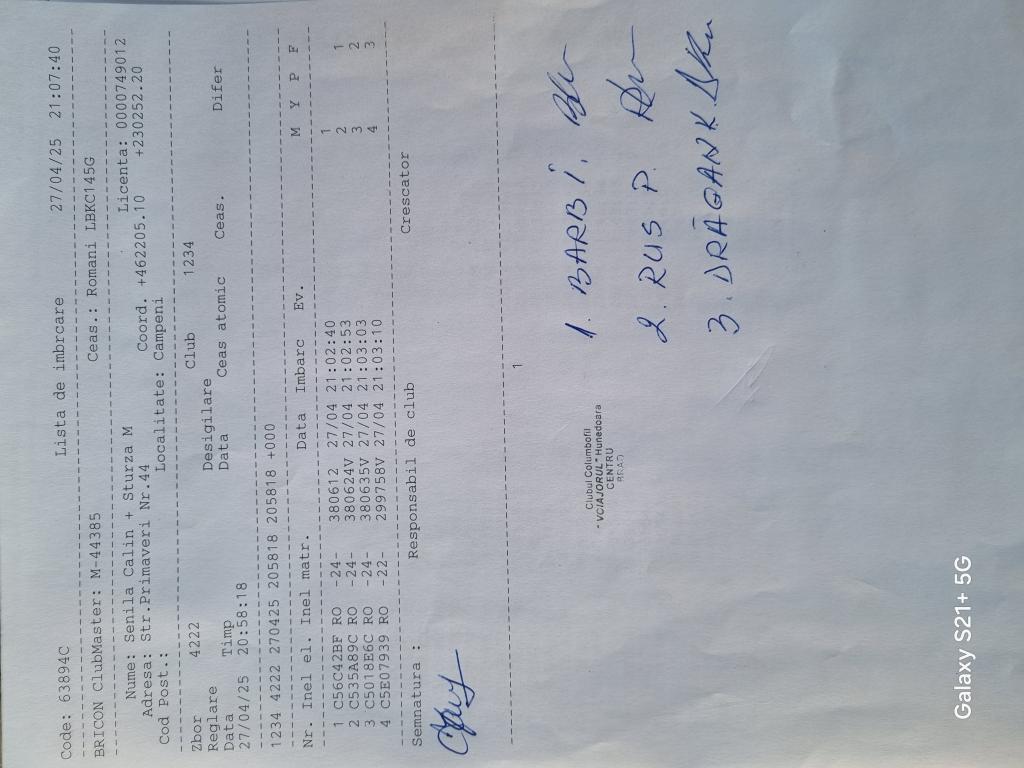 Code: 63894C Lista de imbrcare 27/04/25 21:07:40
BRICON ClubMaster: M-44385 Ceas.: Romani LBKC145G
Nume: Senila Calin + Sturza M Licenta: 0000749012
Adresa: Str.Primaveri Nr.44 Coord. +462205.10 +230252.20
Cod Post.: Localitate: Campeni
Zbor 4222 Club 1234
Reglare Desigilare
Data Timp Data Ceas atomic Ceas. Difer
27/04/25 20:58:18
1234 4222 270425 205818 205818 +000
Nr. Inel el. Inel matr. Data Imbarc Ev. M Y P F
1 C56C42BF RO -24- 380612 27/04 21:02:40 1 1
2 C535A89C RO -24- 380624V 27/04 21:02:53 2 2
3 C5018E6C RO -24- 380635V 27/04 21:03:03 3 3
4 C5E07939 RO -22- 299758V 27/04 21:03:10 4
Semnatura : Responsabil de club Crescator
1
Clubul Columbofil
"VOIAJORUL" Hunedoara
CENTRU
BRAD
1. BARBI.
2. RUS P.
3. DRĂGAN K
Galaxy S21+ 5G